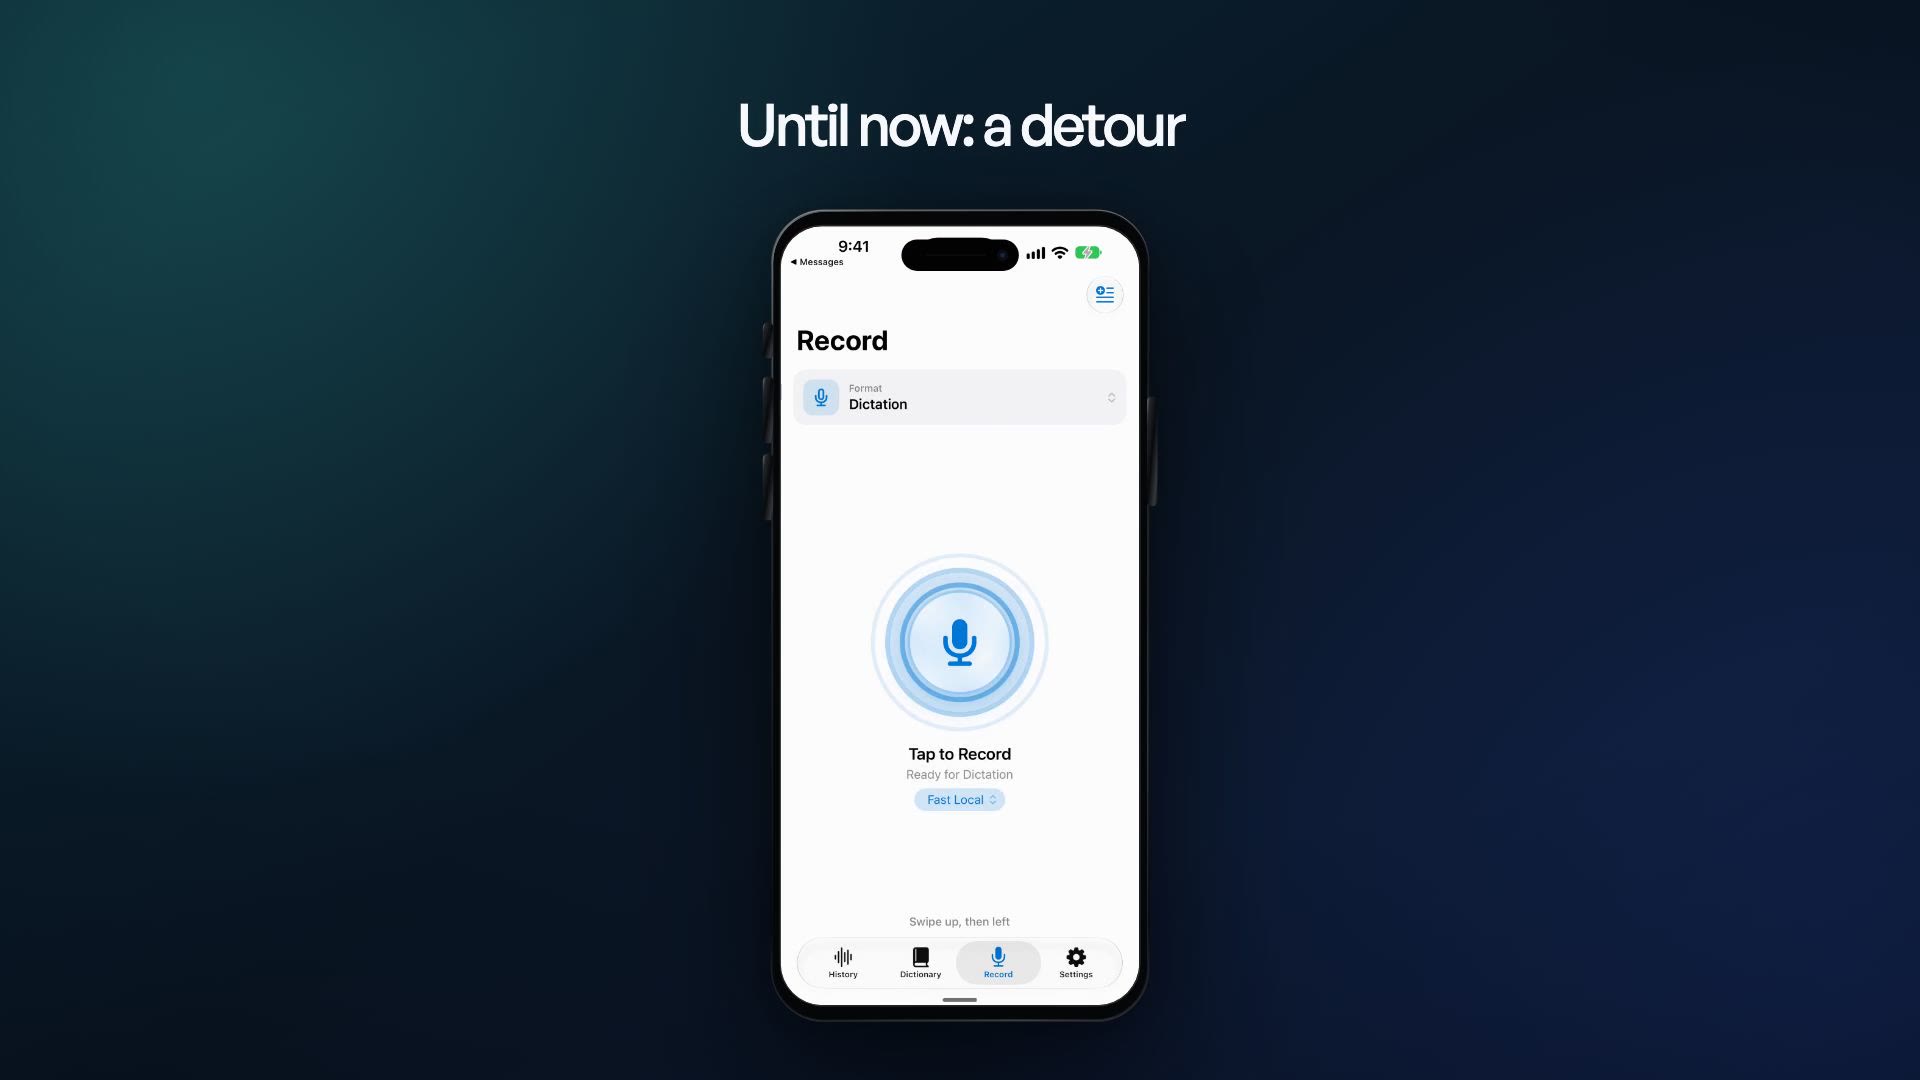 Until now: a detour
9:41
Messages
Record
Format
Dictation
Tap to Record
Ready for Dictation
Fast Local
Swipe up, then left
History Dictionary Record Settings